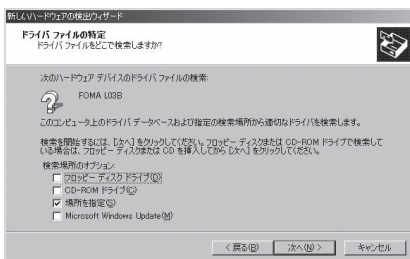 新しいハードウェアの検出ウィザード
ドライバ ファイルの特定
ドライバ ファイルをどこで検索しますか?
次のハードウェア デバイスのドライバ ファイルの検索:
FOMA L03B
このコンピュータ上のドライバ データベースおよび指定の検索場所から適切なドライバを検索します。
検索を開始するには、[次へ] をクリックしてください。フロッピー ディスクまたは CD-ROM ドライブで検索して
いる場合は、フロッピー ディスクまたは CD を挿入してから [次へ] をクリックしてください。
検索場所のオプション:
フロッピー ディスク ドライブ(D)
CD-ROM ドライブ(C)
場所を指定(S)
Microsoft Windows Update(M)
< 戻る(B) 次へ(N) > キャンセル